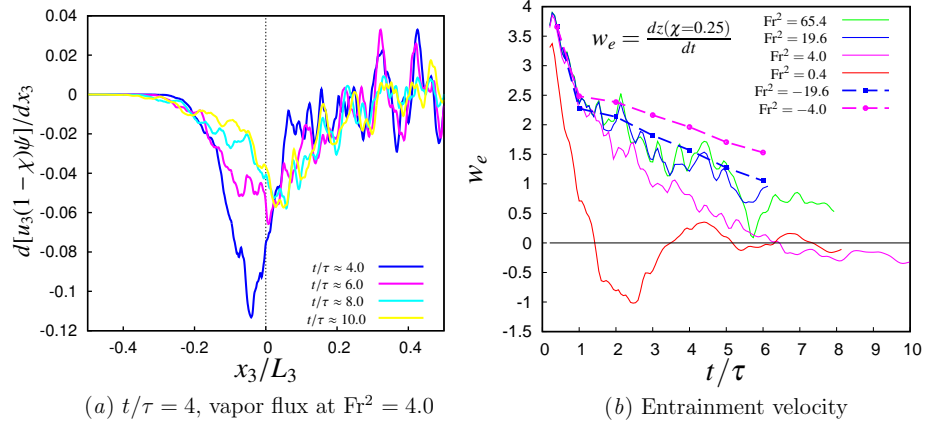 0.04
0.02
0
-0.02
-0.04
-0.06
-0.08
-0.1
-0.12
-0.4
-0.2
0
0.2
0.4
d[u₃(1 − χ)ψ]/dx₃
x₃/L₃
t/τ ≈ 4.0
t/τ ≈ 6.0
t/τ ≈ 8.0
t/τ ≈ 10.0
(a) t/τ = 4, vapor flux at Fr² = 4.0
4
3.5
3
2.5
2
1.5
1
0.5
0
-0.5
-1
-1.5
0
1
2
3
4
5
6
7
8
9
10
wₑ
t/τ
wₑ = dz(χ=0.25)/dt
Fr² = 65.4
Fr² = 19.6
Fr² = 4.0
Fr² = 0.4
Fr² = −19.6
Fr² = −4.0
(b) Entrainment velocity